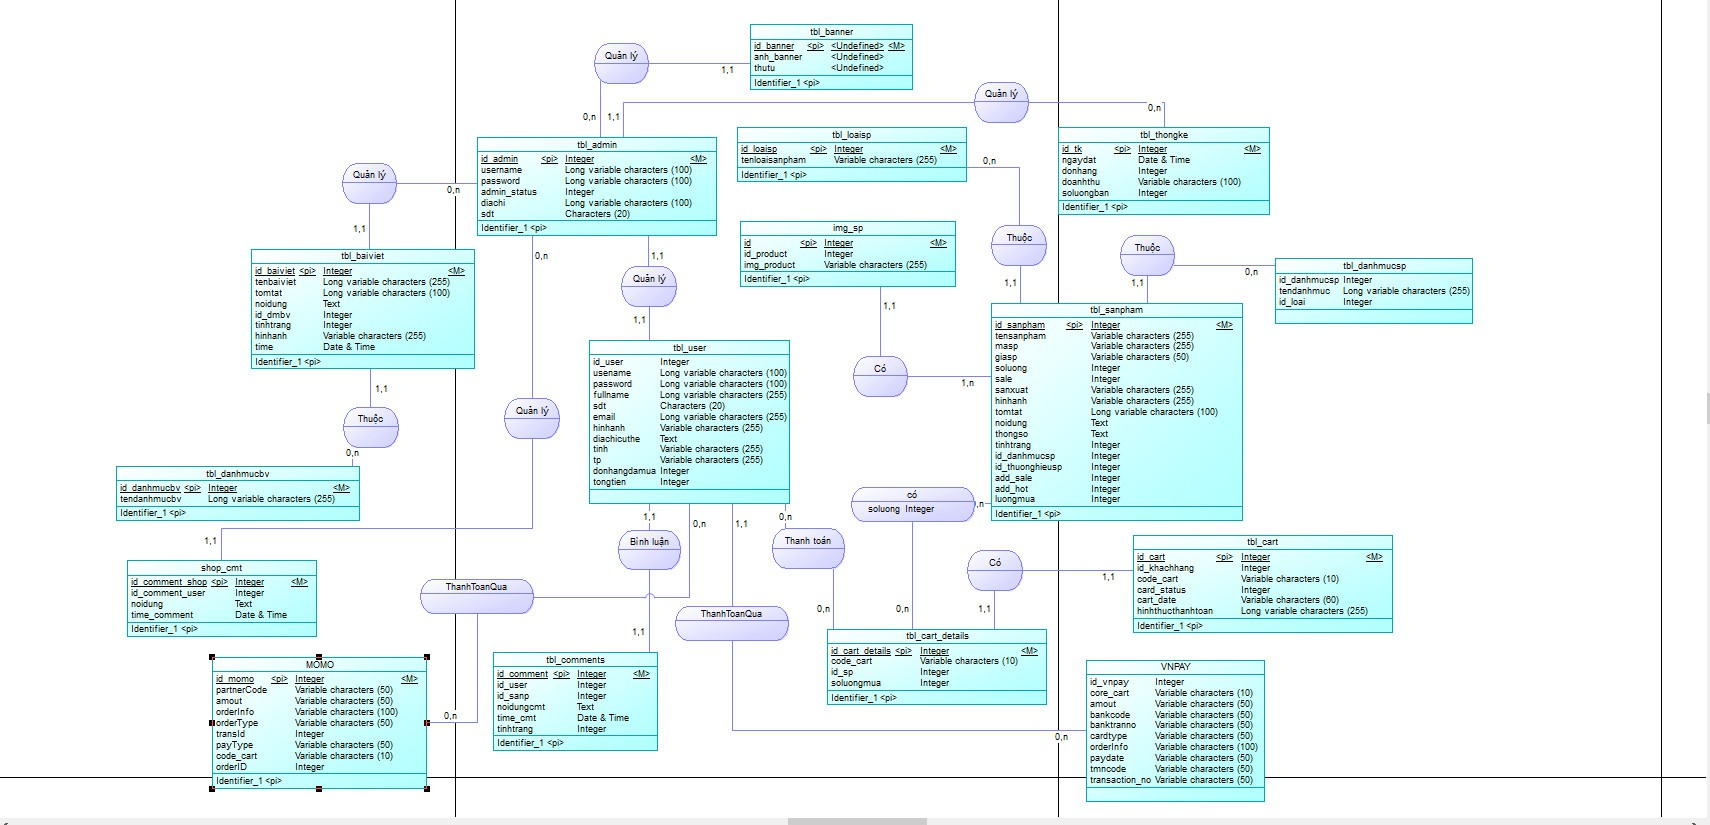 tbl_banner
id_banner <pi> <Undefined> <M>
anh_banner <Undefined>
thutu <Undefined>
Identifier_1 <pi>
Quản lý
1,1
0,n
Quản lý
1,1
0,n
tbl_admin
id_admin <pi> Integer <M>
username Long variable characters (100)
password Long variable characters (100)
admin_status Integer
diachi Long variable characters (100)
sdt Characters (20)
Identifier_1 <pi>
tbl_loaisp
id_loaisp <pi> Integer <M>
tenloaisanpham Variable characters (255)
Identifier_1 <pi>
0,n
tbl_thongke
id_tk <pi> Integer <M>
ngaydat Date & Time
donhang Integer
doanhthu Variable characters (100)
soluongban Integer
Identifier_1 <pi>
Quản lý
0,n
1,1
tbl_baiviet
id_baiviet <pi> Integer <M>
tenbaiviet Long variable characters (255)
tomtat Long variable characters (100)
noidung Text
id_dmbv Integer
tinhtrang Integer
hinhanh Variable characters (255)
time Date & Time
Identifier_1 <pi>
0,n
1,1
Quản lý
1,1
img_sp
id <pi> Integer <M>
id_product Integer
img_product Variable characters (255)
Identifier_1 <pi>
1,1
Thuộc
1,1
Thuộc
1,1
0,n
tbl_danhmucsp
id_danhmucsp Integer
tendanhmuc Long variable characters (255)
id_loai Integer
tbl_sanpham
id_sanpham <pi> Integer <M>
tensanpham Variable characters (255)
masp Variable characters (255)
giasp Variable characters (50)
soluong Integer
sale Integer
sanxuat Variable characters (255)
hinhanh Variable characters (255)
tomtat Long variable characters (100)
noidung Text
thongso Text
tinhtrang Integer
id_danhmucsp Integer
id_thuonghieusp Integer
add_sale Integer
add_hot Integer
luongmua Integer
Identifier_1 <pi>
tbl_user
id_user Integer
usename Long variable characters (100)
password Long variable characters (100)
fullname Long variable characters (255)
sdt Characters (20)
email Long variable characters (255)
hinhanh Variable characters (255)
diachicuthe Text
tinh Variable characters (255)
tp Variable characters (255)
donhangdamua Integer
tongtien Integer
Có
1,n
Quản lý
1,1
Thuộc
0,n
tbl_danhmucbv
id_danhmucbv <pi> Integer <M>
tendanhmucbv Long variable characters (255)
Identifier_1 <pi>
có
soluong Integer
,n
1,1
0,n
1,1
0,n
Bình luận
Thanh toán
1,1
shop_cmt
id_comment_shop <pi> Integer <M>
id_comment_user Integer
noidung Text
time_comment Date & Time
Identifier_1 <pi>
ThanhToanQua
ThanhToanQua
Có
1,1
1,1
0,n
0,n
1,1
tbl_cart
id_cart <pi> Integer <M>
id_khachhang Integer
code_cart Variable characters (10)
card_status Integer
cart_date Variable characters (60)
hinhthucthanhtoan Long variable characters (255)
Identifier_1 <pi>
tbl_cart_details
id_cart_details <pi> Integer <M>
code_cart Variable characters (10)
id_sp Integer
soluongmua Integer
Identifier_1 <pi>
MOMO
id_momo <pi> Integer <M>
partnerCode Variable characters (50)
amout Variable characters (50)
orderInfo Variable characters (100)
orderType Variable characters (50)
transId Integer
payType Variable characters (50)
code_cart Variable characters (10)
orderID Integer
Identifier_1 <pi>
0,n
tbl_comments
id_comment <pi> Integer <M>
id_user Integer
id_sanp Integer
noidungcmt Text
time_cmt Date & Time
tinhtrang Integer
Identifier_1 <pi>
0,n
VNPAY
id_vnpay Integer
core_cart Variable characters (10)
amout Variable characters (50)
bankcode Variable characters (50)
banktranno Variable characters (50)
cardtype Variable characters (50)
orderInfo Variable characters (100)
paydate Variable characters (50)
tmncode Variable characters (50)
transaction_no Variable characters (50)